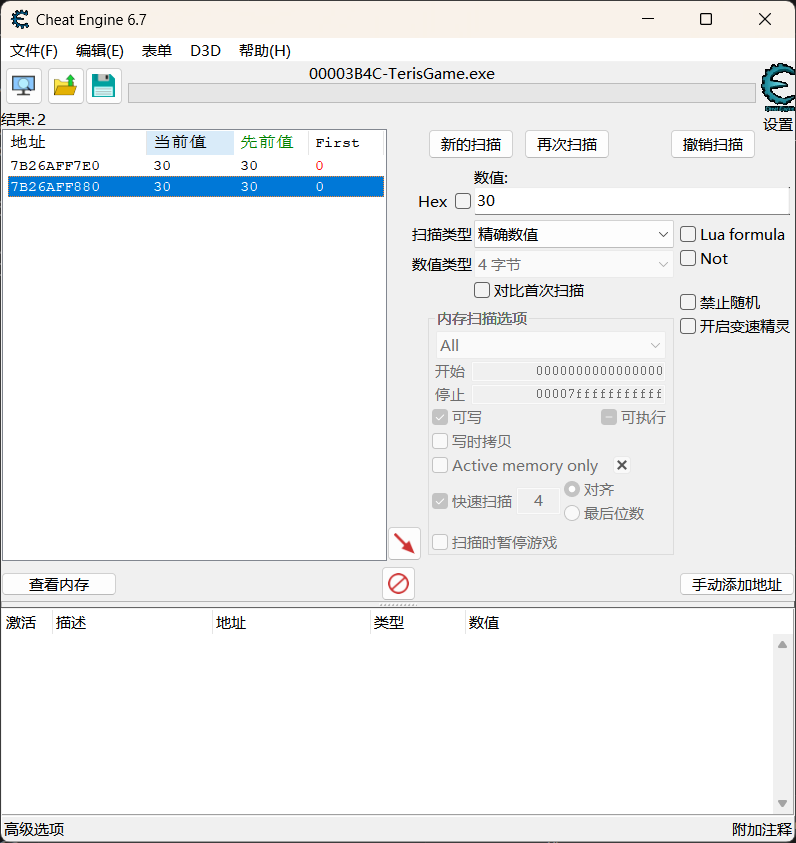 Cheat Engine 6.7
文件(F) 编辑(E) 表单 D3D 帮助(H)
00003B4C-TerisGame.exe
设置
结果: 2
地址 当前值 先前值 First
7B26AFF7E0 30 30 0
7B26AFF880 30 30 0
新的扫描 再次扫描 撤销扫描
数值:
Hex 30
扫描类型 精确数值
Lua formula
数值类型 4 字节
Not
对比首次扫描
禁止随机
开启变速精灵
内存扫描选项
All
开始 0000000000000000
停止 00007fffffffffff
可写 可执行
写时拷贝
Active memory only
快速扫描 4 对齐
最后位数
扫描时暂停游戏
查看内存 手动添加地址
激活 描述 地址 类型 数值
高级选项 附加注释